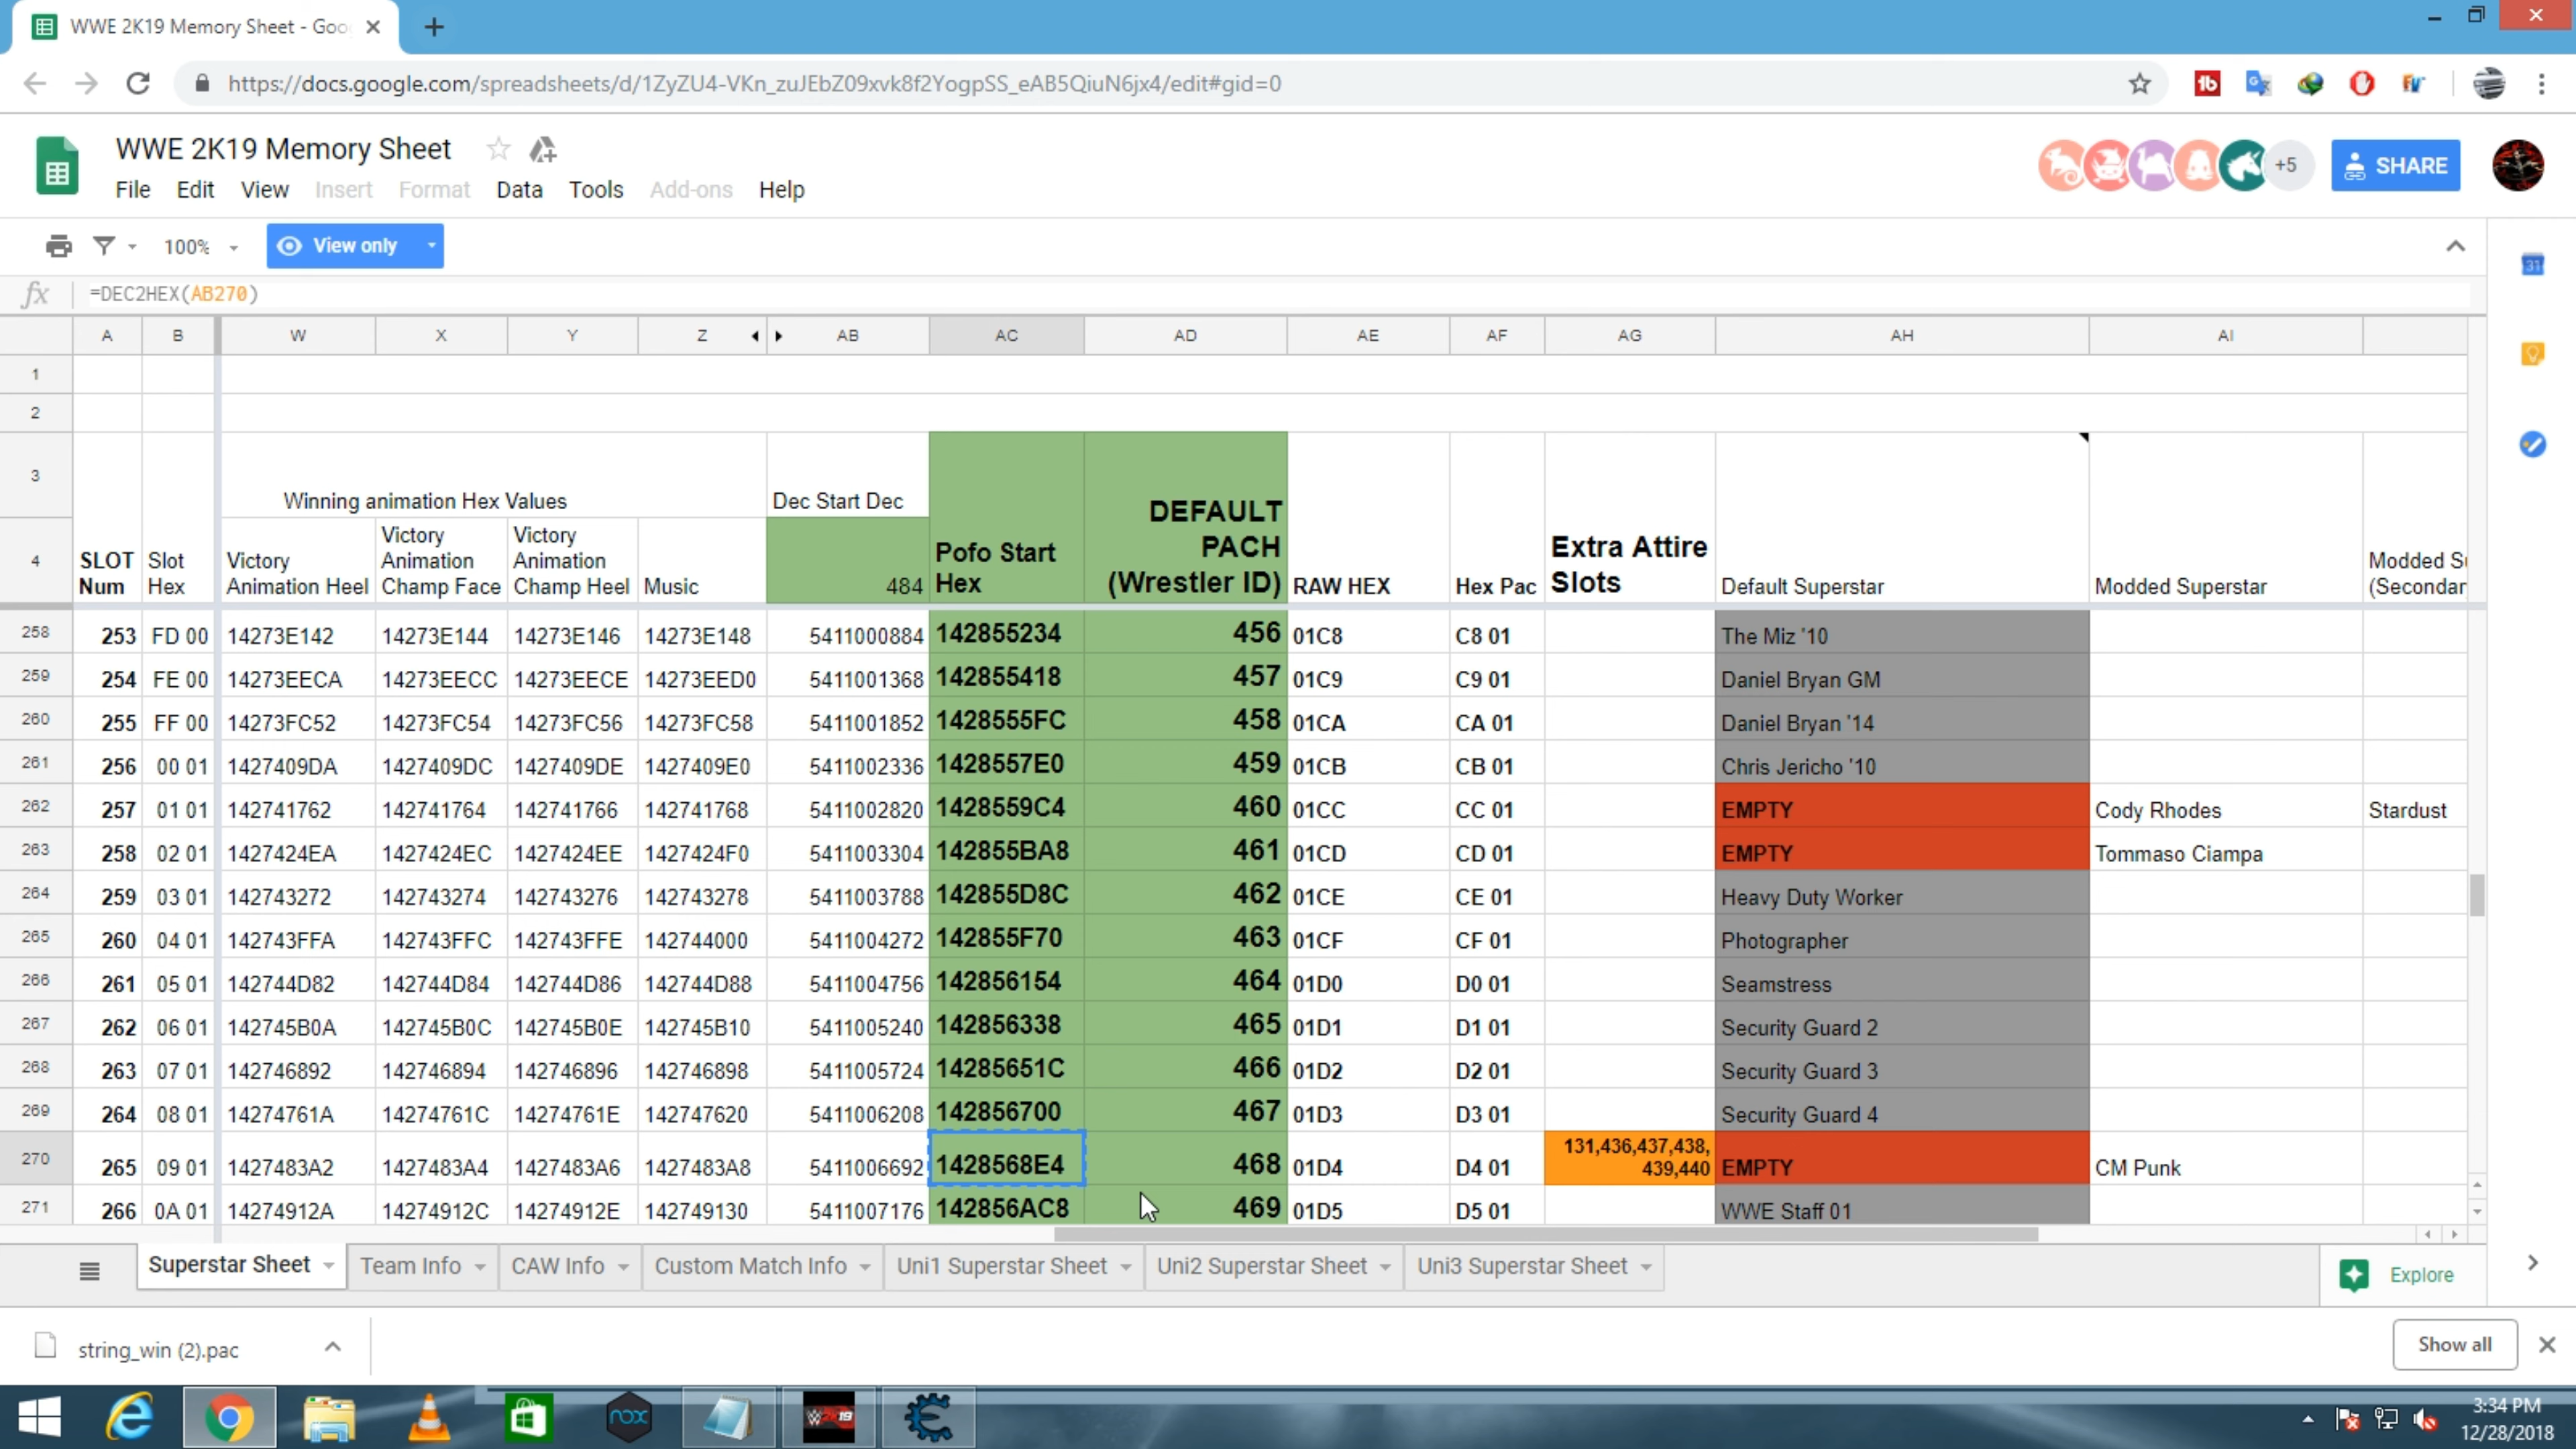 WWE 2K19 Memory Sheet - Goo
https://docs.google.com/spreadsheets/d/1ZyZU4-VKn_zuJEbZ09xvk8f2YogpSS_eAB5QiuN6jx4/edit#gid=0
WWE 2K19 Memory Sheet
File Edit View Insert Format Data Tools Add-ons Help
+5
SHARE
100% View only
fx =DEC2HEX(AB270)
A B W X Y Z AB AC AD AE AF AG AH AI
1
2
3 Winning animation Hex Values Dec Start Dec
4 SLOT Num Slot Hex Victory Animation Heel Victory Animation Champ Face Victory Animation Champ Heel Music 484 Pofo Start Hex DEFAULT PACH (Wrestler ID) RAW HEX Hex Pac Extra Attire Slots Default Superstar Modded Superstar Modded S (Secondar
258 253 FD 00 14273E142 14273E144 14273E146 14273E148 5411000884 142855234 456 01C8 C8 01 The Miz '10
259 254 FE 00 14273EECA 14273EECC 14273EECE 14273EED0 5411001368 142855418 457 01C9 C9 01 Daniel Bryan GM
260 255 FF 00 14273FC52 14273FC54 14273FC56 14273FC58 5411001852 1428555FC 458 01CA CA 01 Daniel Bryan '14
261 256 00 01 1427409DA 1427409DC 1427409DE 1427409E0 5411002336 1428557E0 459 01CB CB 01 Chris Jericho '10
262 257 01 01 142741762 142741764 142741766 142741768 5411002820 1428559C4 460 01CC CC 01 EMPTY Cody Rhodes Stardust
263 258 02 01 1427424EA 1427424EC 1427424EE 1427424F0 5411003304 142855BA8 461 01CD CD 01 EMPTY Tommaso Ciampa
264 259 03 01 142743272 142743274 142743276 142743278 5411003788 142855D8C 462 01CE CE 01 Heavy Duty Worker
265 260 04 01 142743FFA 142743FFC 142743FFE 142744000 5411004272 142855F70 463 01CF CF 01 Photographer
266 261 05 01 142744D82 142744D84 142744D86 142744D88 5411004756 142856154 464 01D0 D0 01 Seamstress
267 262 06 01 142745B0A 142745B0C 142745B0E 142745B10 5411005240 142856338 465 01D1 D1 01 Security Guard 2
268 263 07 01 142746892 142746894 142746896 142746898 5411005724 14285651C 466 01D2 D2 01 Security Guard 3
269 264 08 01 14274761A 14274761C 14274761E 142747620 5411006208 142856700 467 01D3 D3 01 Security Guard 4
270 265 09 01 1427483A2 1427483A4 1427483A6 1427483A8 5411006692 1428568E4 468 01D4 D4 01 131,436,437,438, 439,440 EMPTY CM Punk
271 266 0A 01 14274912A 14274912C 14274912E 142749130 5411007176 142856AC8 469 01D5 D5 01 WWE Staff 01
Superstar Sheet Team Info CAW Info Custom Match Info Uni1 Superstar Sheet Uni2 Superstar Sheet Uni3 Superstar Sheet Explore
string_win (2).pac Show all
nox
W 2K19
3:34 PM
12/28/2018